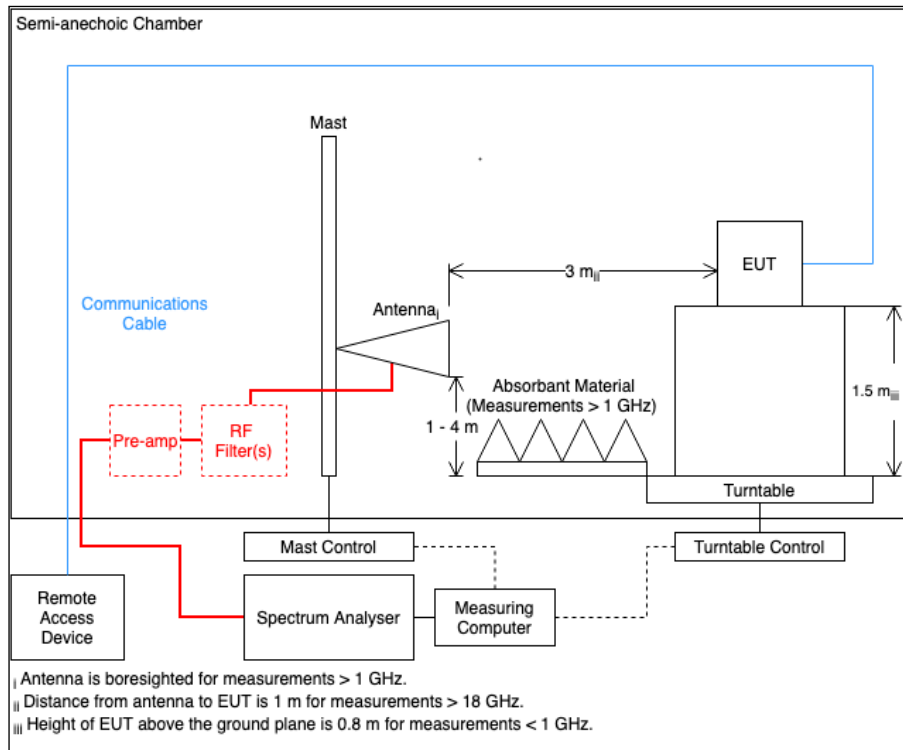 Semi-anechoic Chamber
Mast
EUT
3 m ii
Communications
Cable
Antenna i
Absorbant Material
(Measurements > 1 GHz)
1.5 m iii
1 - 4 m
Pre-amp
RF
Filter(s)
Turntable
Mast Control
Turntable Control
Remote
Access
Device
Spectrum Analyser
Measuring
Computer
i Antenna is boresighted for measurements > 1 GHz.
ii Distance from antenna to EUT is 1 m for measurements > 18 GHz.
iii Height of EUT above the ground plane is 0.8 m for measurements < 1 GHz.